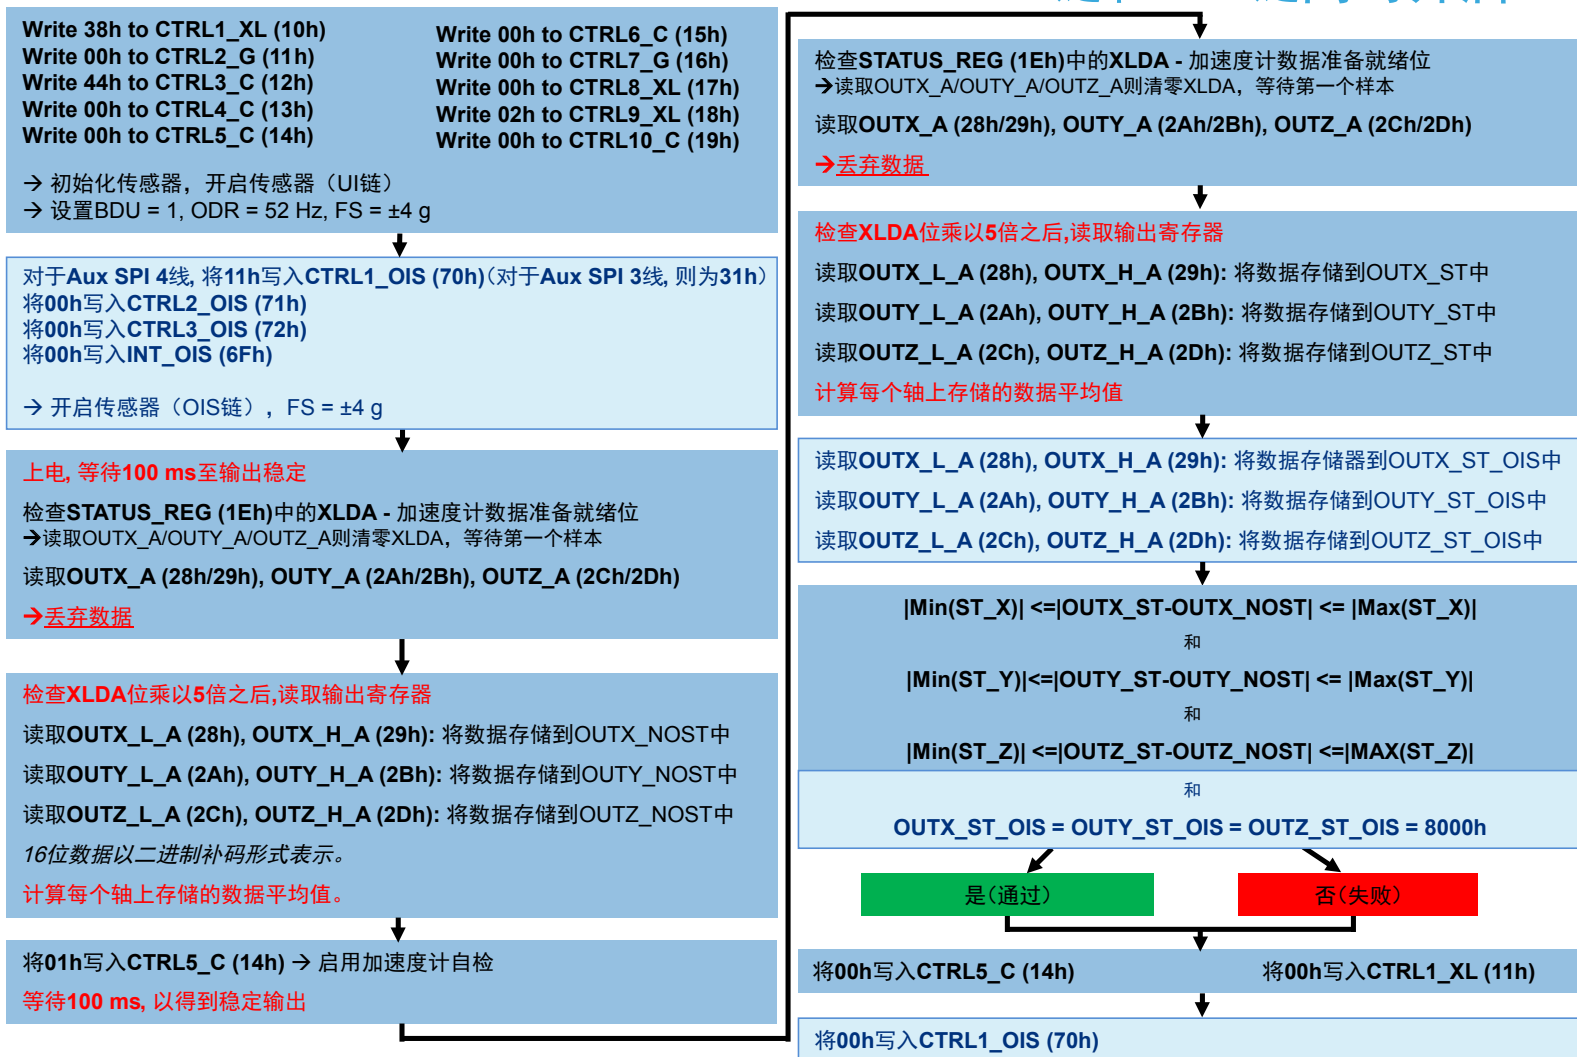 Write 38h to CTRL1_XL (10h)
Write 00h to CTRL2_G (11h)
Write 44h to CTRL3_C (12h)
Write 00h to CTRL4_C (13h)
Write 00h to CTRL5_C (14h)
Write 00h to CTRL6_C (15h)
Write 00h to CTRL7_G (16h)
Write 00h to CTRL8_XL (17h)
Write 02h to CTRL9_XL (18h)
Write 00h to CTRL10_C (19h)
→ 初始化传感器，开启传感器（UI链）
→ 设置BDU = 1, ODR = 52 Hz, FS = ±4 g
对于Aux SPI 4线, 将11h写入CTRL1_OIS (70h)（对于Aux SPI 3线, 则为31h）
将00h写入CTRL2_OIS (71h)
将00h写入CTRL3_OIS (72h)
将00h写入INT_OIS (6Fh)
→ 开启传感器（OIS链），FS = ±4 g
上电, 等待100 ms至输出稳定
检查STATUS_REG (1Eh)中的XLDA - 加速度计数据准备就绪位
→读取OUTX_A/OUTY_A/OUTZ_A则清零XLDA，等待第一个样本
读取OUTX_A (28h/29h), OUTY_A (2Ah/2Bh), OUTZ_A (2Ch/2Dh)
→丢弃数据
检查XLDA位乘以5倍之后,读取输出寄存器
读取OUTX_L_A (28h), OUTX_H_A (29h): 将数据存储到OUTX_NOST中
读取OUTY_L_A (2Ah), OUTY_H_A (2Bh): 将数据存储到OUTY_NOST中
读取OUTZ_L_A (2Ch), OUTZ_H_A (2Dh): 将数据存储到OUTZ_NOST中
16位数据以二进制补码形式表示。
计算每个轴上存储的数据平均值。
将01h写入CTRL5_C (14h) → 启用加速度计自检
等待100 ms, 以得到稳定输出
检查STATUS_REG (1Eh)中的XLDA - 加速度计数据准备就绪位
→读取OUTX_A/OUTY_A/OUTZ_A则清零XLDA，等待第一个样本
读取OUTX_A (28h/29h), OUTY_A (2Ah/2Bh), OUTZ_A (2Ch/2Dh)
→丢弃数据
检查XLDA位乘以5倍之后,读取输出寄存器
读取OUTX_L_A (28h), OUTX_H_A (29h): 将数据存储到OUTX_ST中
读取OUTY_L_A (2Ah), OUTY_H_A (2Bh): 将数据存储到OUTY_ST中
读取OUTZ_L_A (2Ch), OUTZ_H_A (2Dh): 将数据存储到OUTZ_ST中
计算每个轴上存储的数据平均值
读取OUTX_L_A (28h), OUTX_H_A (29h): 将数据存储器到OUTX_ST_OIS中
读取OUTY_L_A (2Ah), OUTY_H_A (2Bh): 将数据存储到OUTY_ST_OIS中
读取OUTZ_L_A (2Ch), OUTZ_H_A (2Dh): 将数据存储到OUTZ_ST_OIS中
|Min(ST_X)| <=|OUTX_ST-OUTX_NOST| <= |Max(ST_X)|
和
|Min(ST_Y)|<=|OUTY_ST-OUTY_NOST| <= |Max(ST_Y)|
和
|Min(ST_Z)| <=|OUTZ_ST-OUTZ_NOST| <=|MAX(ST_Z)|
和
OUTX_ST_OIS = OUTY_ST_OIS = OUTZ_ST_OIS = 8000h
是（通过）
否（失败）
将00h写入CTRL5_C (14h)
将00h写入CTRL1_XL (11h)
将00h写入CTRL1_OIS (70h)